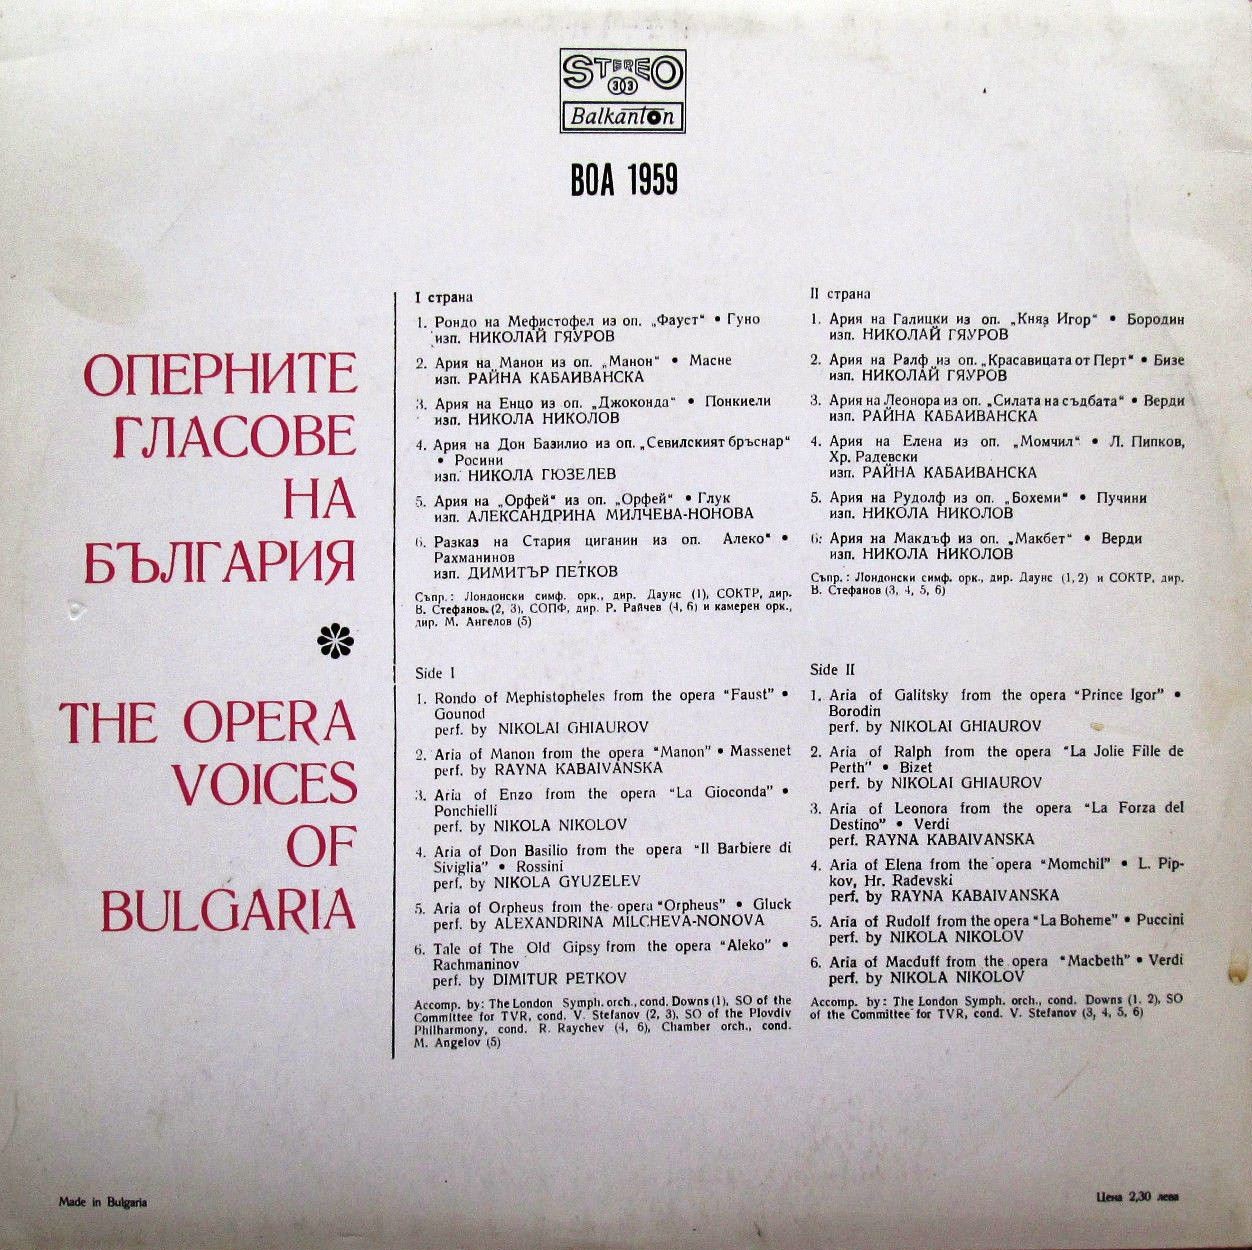 STEREO
33
Balkanton
ВОА 1959
ОПЕРНИТЕ
ГЛАСОВЕ
НА
БЪЛГАРИЯ
THE OPERA
VOICES
OF
BULGARIA
I страна
1. Рондо на Мефистофел из оп. „Фауст“ • Гуно
изп. НИКОЛАЙ ГЯУРОВ
2. Ария на Манон из оп. „Манон“ • Масне
изп. РАЙНА КАБАИВАНСКА
3. Ария на Енцо из оп. „Джоконда“ • Понкиели
изп. НИКОЛА НИКОЛОВ
4. Ария на Дон Базилио из оп. „Севилският бръснар“
• Росини
изп. НИКОЛА ГЮЗЕЛЕВ
5. Ария на „Орфей“ из оп. „Орфей“ • Глук
изп. АЛЕКСАНДРИНА МИЛЧЕВА-НОНОВА
6. Разказ на Стария циганин из оп. Алеко“ •
Рахманинов
изп. ДИМИТЪР ПЕТКОВ
Съпр.: Лондонски симф. орк., дир. Даунс (1), СОКТР, дир.
В. Стефанов (2, 3), СОПФ, дир. Р. Райчев (4, 6) и камерен орк.,
дир. М. Ангелов (5)
II страна
1. Ария на Галицки из оп. „Княз Игор“ • Бородин
изп. НИКОЛАЙ ГЯУРОВ
2. Ария на Ралф из оп. „Красавицата от Перт“ • Бизе
изп. НИКОЛАЙ ГЯУРОВ
3. Ария на Леонора из оп. „Силата на съдбата“ • Верди
изп. РАЙНА КАБАИВАНСКА
4. Ария на Елена из оп. „Момчил“ • Л. Пипков,
Хр. Радевски
изп. РАЙНА КАБАИВАНСКА
5. Ария на Рудолф из оп. „Бохеми“ • Пучини
изп. НИКОЛА НИКОЛОВ
6. Ария на Макдъф из оп. „Макбет“ • Верди
изп. НИКОЛА НИКОЛОВ
Съпр.: Лондонски симф. орк., дир. Даунс (1, 2) и СОКТР, дир.
В. Стефанов (3, 4, 5, 6)
Side I
1. Rondo of Mephistopheles from the opera “Faust” •
Gounod
perf. by NIKOLAI GHIAUROV
2. Aria of Manon from the opera “Manon” • Massenet
perf. by RAYNA KABAIVANSKA
3. Aria of Enzo from the opera “La Gioconda” •
Ponchielli
perf. by NIKOLA NIKOLOV
4. Aria of Don Basilio from the opera “Il Barbiere di
Siviglia” • Rossini
perf. by NIKOLA GYUZELEV
5. Aria of Orpheus from the opera “Orpheus” • Gluck
perf. by ALEXANDRINA MILCHEVA-NONOVA
6. Tale of The Old Gipsy from the opera “Aleko” •
Rachmaninov
perf. by DIMITUR PETKOV
Accomp. by: The London Symph. orch., cond. Downs (1), SO of the
Committee for TVR, cond. V. Stefanov (2, 3), SO of the Plovdiv
Philharmony, cond. R. Raychev (4, 6), Chamber orch., cond.
M. Angelov (5)
Side II
1. Aria of Galitsky from the opera “Prince Igor” •
Borodin
perf. by NIKOLAI GHIAUROV
2. Aria of Ralph from the opera “La Jolie Fille de
Perth” • Bizet
perf. by NIKOLAI GHIAUROV
3. Aria of Leonora from the opera “La Forza del
Destino” • Verdi
perf. RAYNA KABAIVANSKA
4. Aria of Elena from the opera “Momchil” • L. Pip-
kov, Hr. Radevski
perf. by RAYNA KABAIVANSKA
5. Aria of Rudolf from the opera “La Boheme” • Puccini
perf. by NIKOLA NIKOLOV
6. Aria of Macduff from the opera “Macbeth” • Verdi
perf. by NIKOLA NIKOLOV
Accomp. by: The London Symph. orch., cond. Downs (1. 2), SO
of the Committee for TVR, cond. V. Stefanov (3, 4, 5, 6)
Made in Bulgaria
Цена 2,30 лева